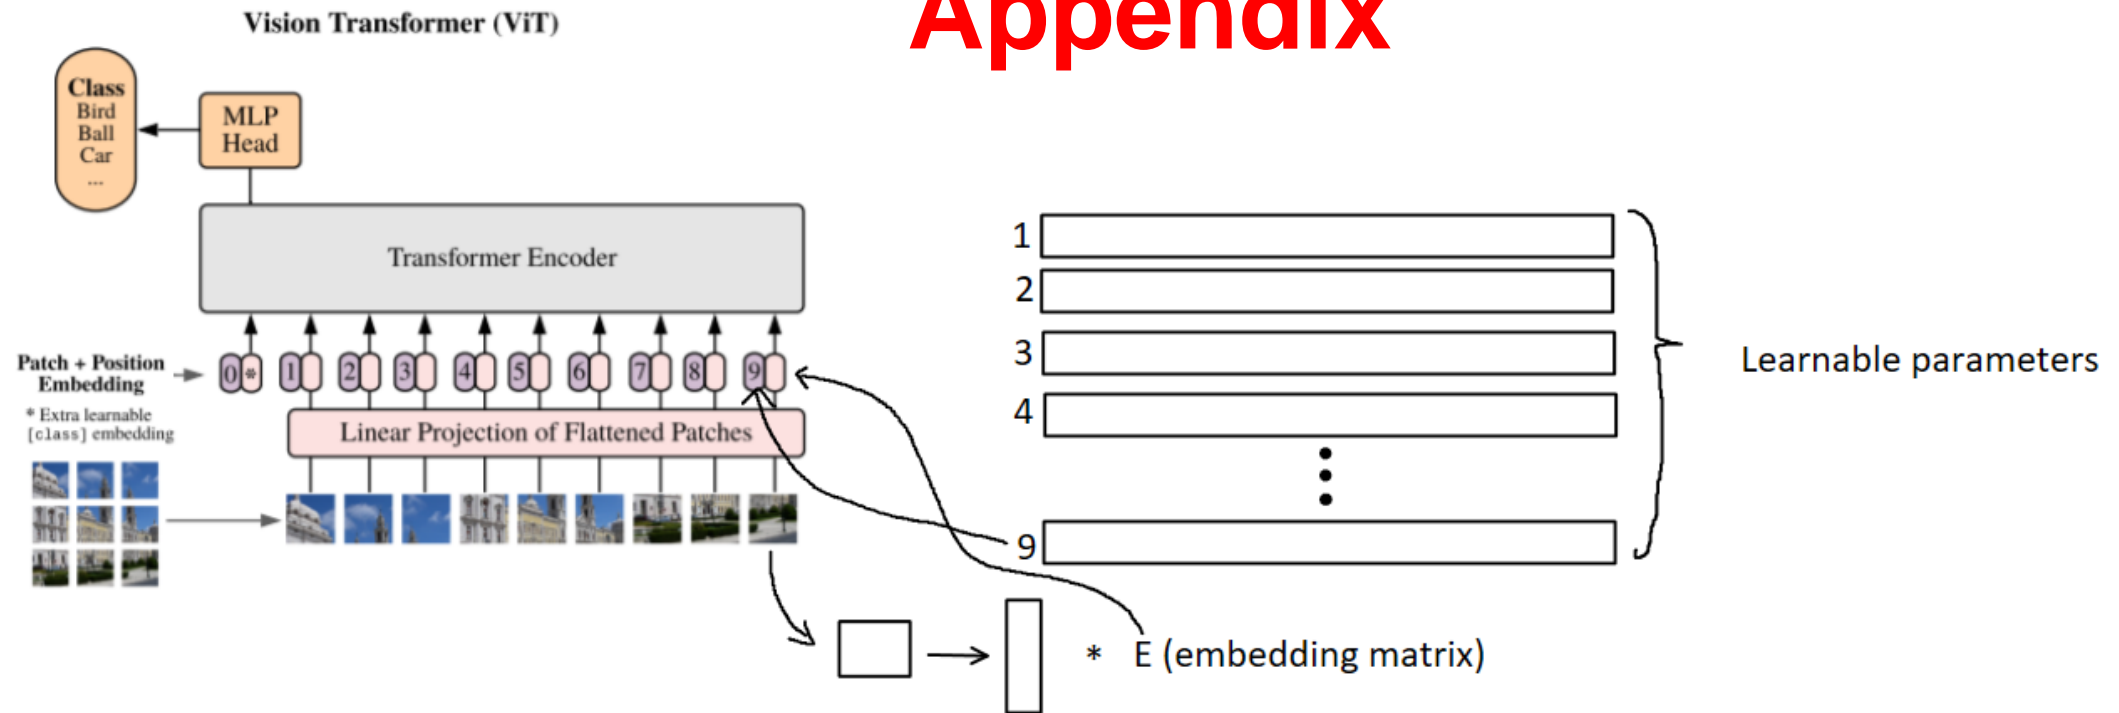 Appendix
Vision Transformer (ViT)
Class
Bird
Ball
Car
...
MLP
Head
Transformer Encoder
Patch + Position
Embedding
0 * 1 2 3 4 5 6 7 8 9
* Extra learnable
[class] embedding
Linear Projection of Flattened Patches
1
2
3
4
9
Learnable parameters
* E (embedding matrix)